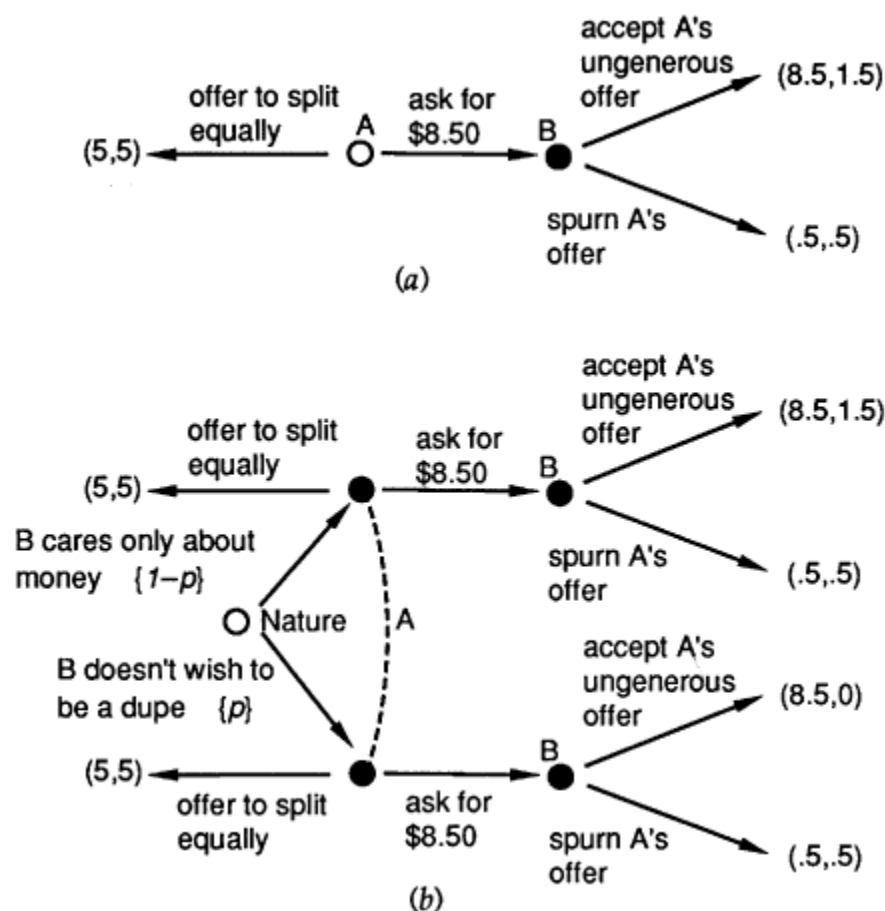 accept A's
ungenerous
offer
(8.5,1.5)
offer to split
equally
A
ask for
$8.50
B
(5,5)
spurn A's
offer
(.5,.5)
(a)
accept A's
ungenerous
offer
(8.5,1.5)
offer to split
equally
ask for
$8.50
B
(5,5)
B cares only about
money {1–p}
spurn A's
offer
(.5,.5)
Nature
A
B doesn't wish to
be a dupe {p}
accept A's
ungenerous
offer
(8.5,0)
B
(5,5)
offer to split
equally
ask for
$8.50
spurn A's
offer
(.5,.5)
(b)